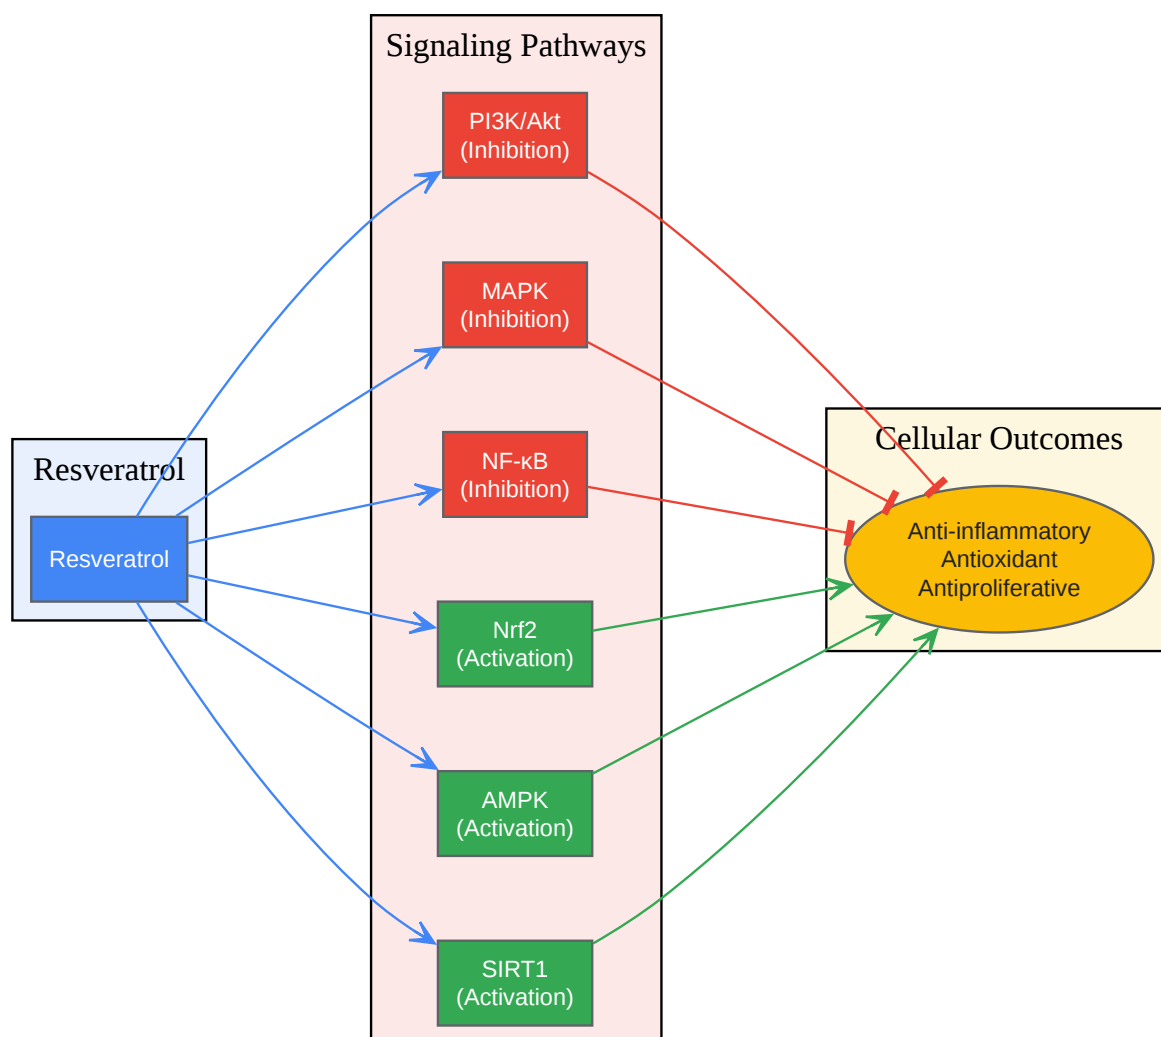 Signaling Pathways
PI3K/Akt
(Inhibition)
MAPK
(Inhibition)
NF-κB
(Inhibition)
Nrf2
(Activation)
AMPK
(Activation)
SIRT1
(Activation)
Resveratrol
Resveratrol
Cellular Outcomes
Anti-inflammatory
Antioxidant
Antiproliferative